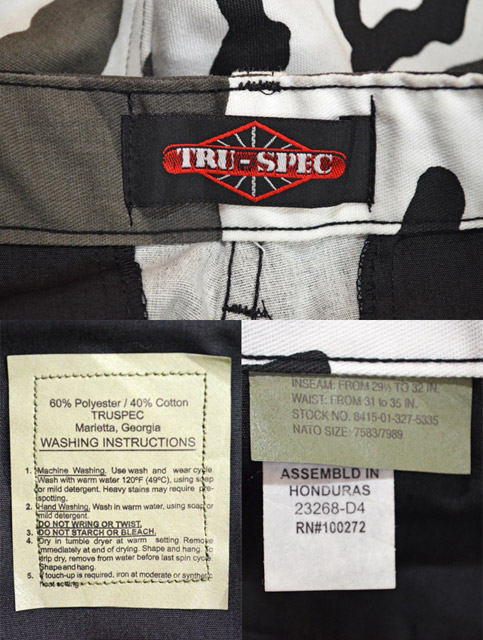 TRU-SPEC
60% Polyester / 40% Cotton
TRUSPEC
Marietta, Georgia
WASHING INSTRUCTIONS
1. Machine Washing. Use wash and wear cycle.
Wash with warm water 120°F (49°C), using soap
or mild detergent. Heavy stains may require pre-
spotting.
2. Hand Washing. Wash in warm water, using soap or
mild detergent.
DO NOT WRING OR TWIST.
3. DO NOT STARCH OR BLEACH.
4. Dry in tumble dryer at warm setting Remove
immediately at end of drying. Shape and hang. To
drip dry, remove from water before last spin cycle.
Shape and hang.
5. If touch-up is required, iron at moderate or synthetic
heat setting.
INSEAM: FROM 29½ TO 32 IN.
WAIST: FROM 31 to 35 IN.
STOCK NO. 8415-01-327-5335
NATO SIZE: 7583/7989
ASSEMBLD IN
HONDURAS
23268-D4
RN#100272